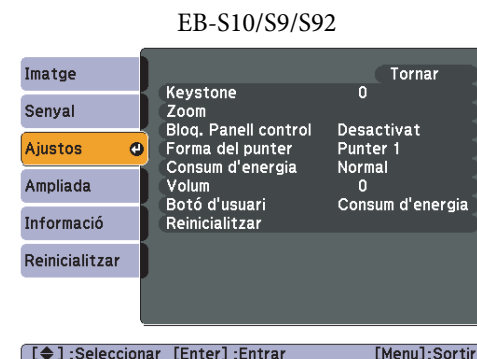 EB-S10/S9/S92
Imatge
Senyal
Ajustos
Ampliada
Informació
Reinicialitzar
Tornar
Keystone 0
Zoom
Bloq. Panell control Desactivat
Forma del punter Punter 1
Consum d'energia Normal
Volum 0
Botó d'usuari Consum d'energia
Reinicialitzar
[◆] :Seleccionar [Enter] :Entrar [Menu]:Sortir